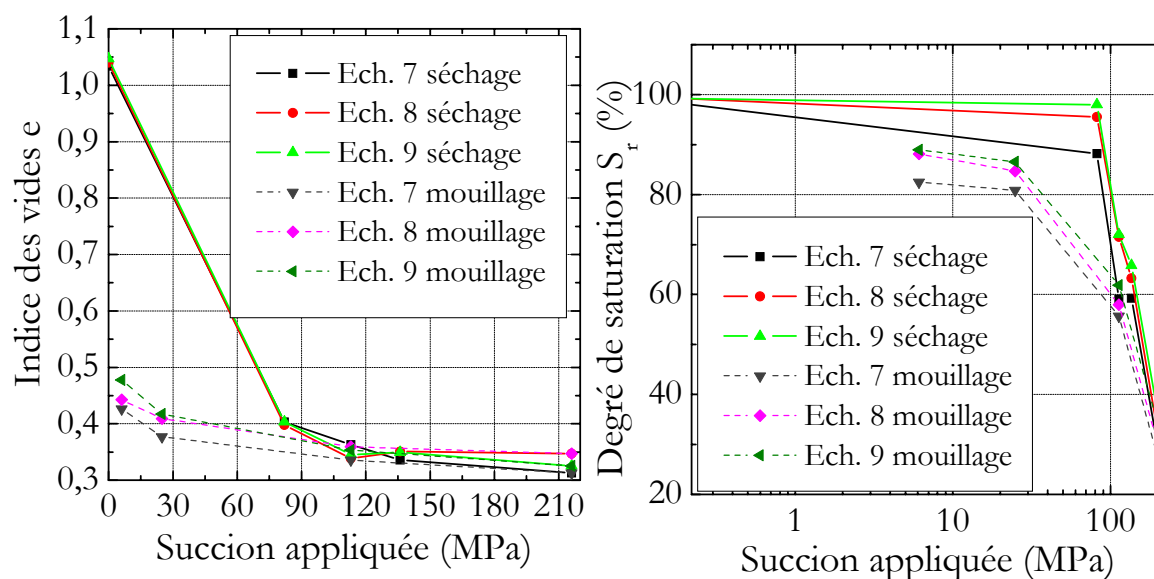 Indice des vides e
1,1
1,0
0,9
0,8
0,7
0,6
0,5
0,4
0,3
0 30 60 90 120 150 180 210
Succion appliquée (MPa)
Ech. 7 séchage
Ech. 8 séchage
Ech. 9 séchage
Ech. 7 mouillage
Ech. 8 mouillage
Ech. 9 mouillage
Degré de saturation Sr (%)
100
80
60
40
20
1 10 100
Succion appliquée (MPa)
Ech. 7 séchage
Ech. 8 séchage
Ech. 9 séchage
Ech. 7 mouillage
Ech. 8 mouillage
Ech. 9 mouillage